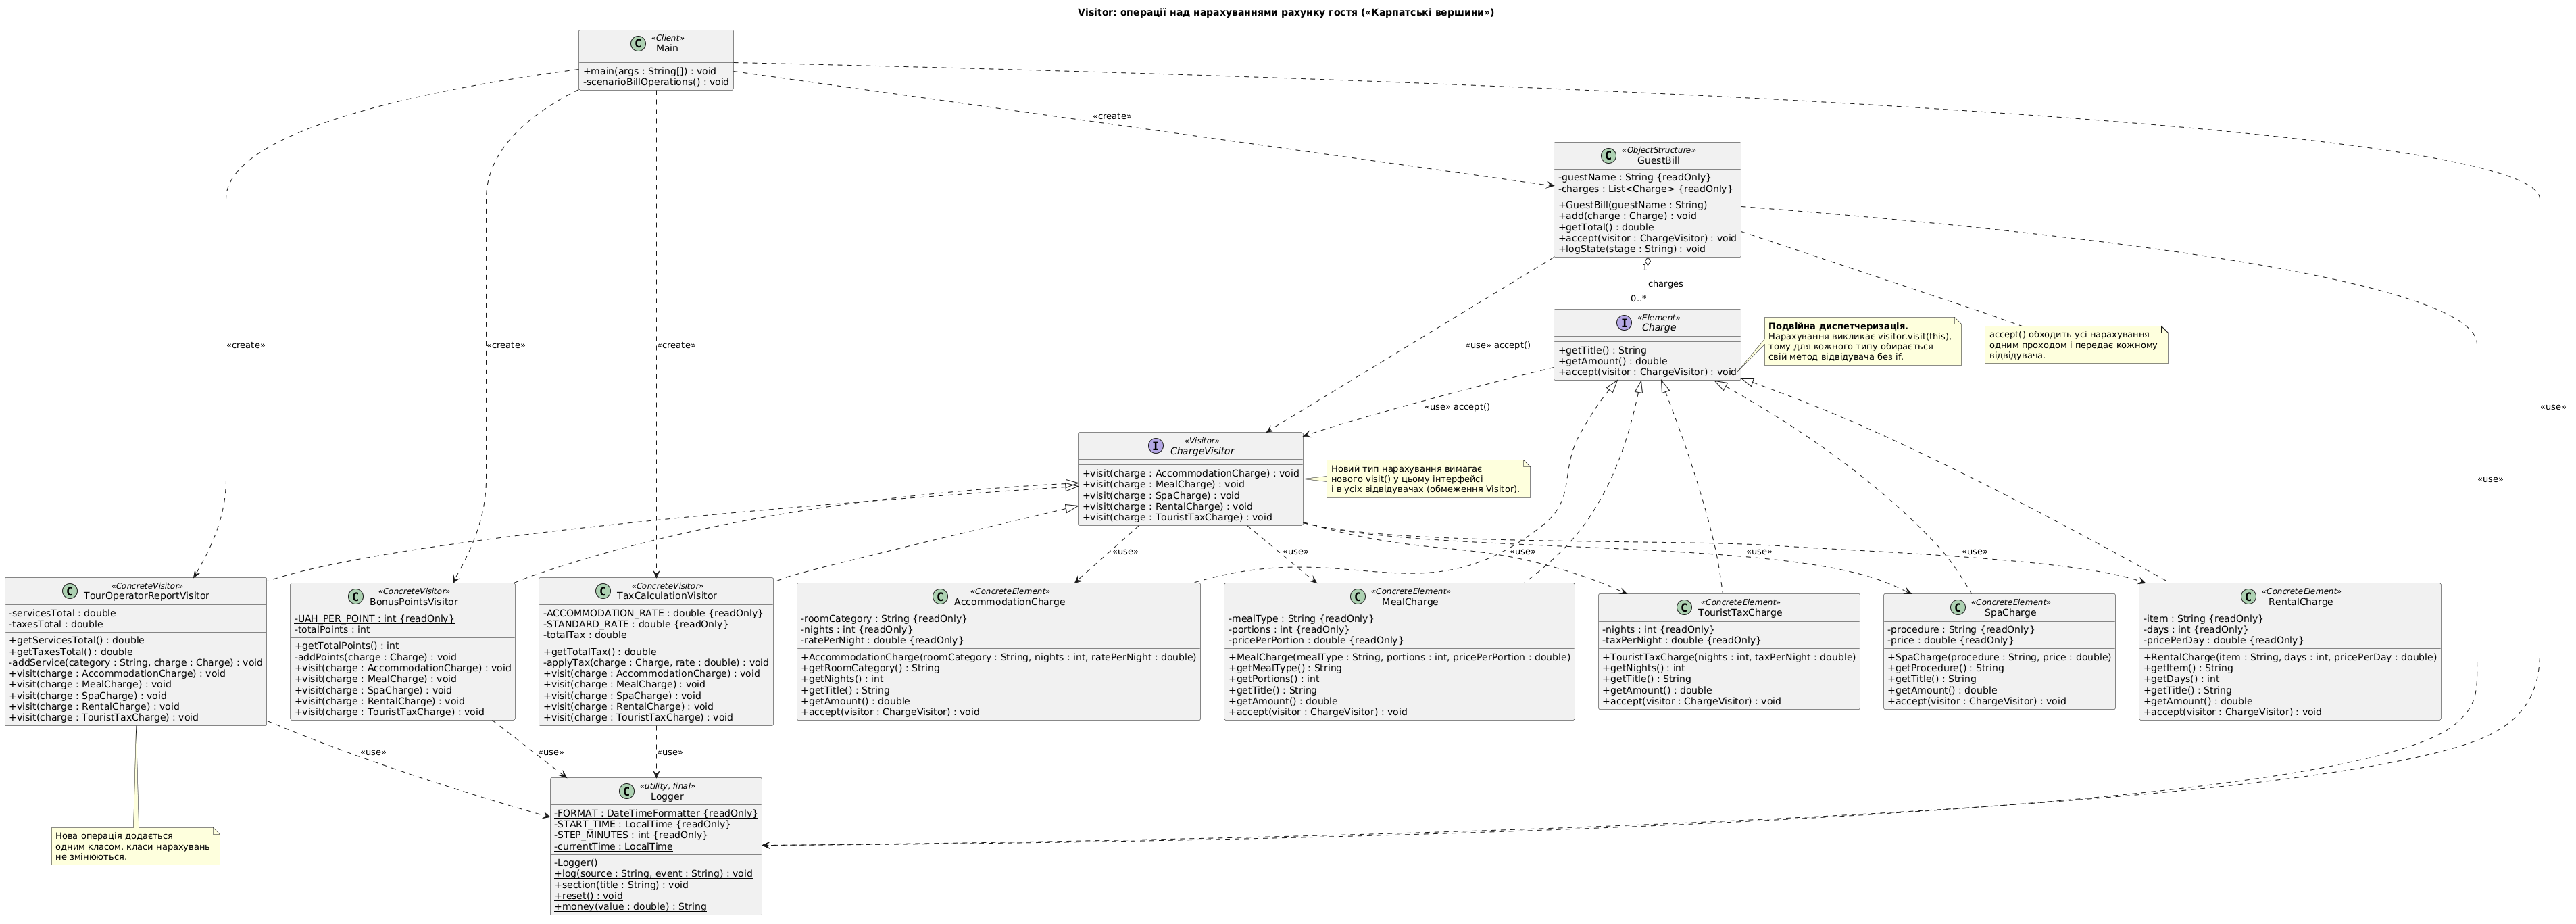 Visitor: операції над нарахуваннями рахунку гостя («Карпатські вершини»)
«Client»
Main
+main(args : String[]) : void
-scenarioBillOperations() : void
«create»
«ObjectStructure»
GuestBill
-guestName : String {readOnly}
-charges : List<Charge> {readOnly}
+GuestBill(guestName : String)
+add(charge : Charge) : void
+getTotal() : double
+accept(visitor : ChargeVisitor) : void
+logState(stage : String) : void
1
charges
0..*
«Element»
Charge
+getTitle() : String
+getAmount() : double
+accept(visitor : ChargeVisitor) : void
Подвійна диспетчеризація.
Нарахування викликає visitor.visit(this),
тому для кожного типу обирається
свій метод відвідувача без if.
accept() обходить усі нарахування
одним проходом і передає кожному
відвідувача.
«create»
«create»
«create»
«use» accept()
«use» accept()
«use»
«use»
«Visitor»
ChargeVisitor
+visit(charge : AccommodationCharge) : void
+visit(charge : MealCharge) : void
+visit(charge : SpaCharge) : void
+visit(charge : RentalCharge) : void
+visit(charge : TouristTaxCharge) : void
Новий тип нарахування вимагає
нового visit() у цьому інтерфейсі
і в усіх відвідувачах (обмеження Visitor).
«use»
«use»
«use»
«use»
«use»
«ConcreteVisitor»
TourOperatorReportVisitor
-servicesTotal : double
-taxesTotal : double
+getServicesTotal() : double
+getTaxesTotal() : double
-addService(category : String, charge : Charge) : void
+visit(charge : AccommodationCharge) : void
+visit(charge : MealCharge) : void
+visit(charge : SpaCharge) : void
+visit(charge : RentalCharge) : void
+visit(charge : TouristTaxCharge) : void
«ConcreteVisitor»
BonusPointsVisitor
-UAH_PER_POINT : int {readOnly}
-totalPoints : int
+getTotalPoints() : int
-addPoints(charge : Charge) : void
+visit(charge : AccommodationCharge) : void
+visit(charge : MealCharge) : void
+visit(charge : SpaCharge) : void
+visit(charge : RentalCharge) : void
+visit(charge : TouristTaxCharge) : void
«ConcreteVisitor»
TaxCalculationVisitor
-ACCOMMODATION_RATE : double {readOnly}
-STANDARD_RATE : double {readOnly}
-totalTax : double
+getTotalTax() : double
-applyTax(charge : Charge, rate : double) : void
+visit(charge : AccommodationCharge) : void
+visit(charge : MealCharge) : void
+visit(charge : SpaCharge) : void
+visit(charge : RentalCharge) : void
+visit(charge : TouristTaxCharge) : void
«ConcreteElement»
AccommodationCharge
-roomCategory : String {readOnly}
-nights : int {readOnly}
-ratePerNight : double {readOnly}
+AccommodationCharge(roomCategory : String, nights : int, ratePerNight : double)
+getRoomCategory() : String
+getNights() : int
+getTitle() : String
+getAmount() : double
+accept(visitor : ChargeVisitor) : void
«ConcreteElement»
MealCharge
-mealType : String {readOnly}
-portions : int {readOnly}
-pricePerPortion : double {readOnly}
+MealCharge(mealType : String, portions : int, pricePerPortion : double)
+getMealType() : String
+getPortions() : int
+getTitle() : String
+getAmount() : double
+accept(visitor : ChargeVisitor) : void
«ConcreteElement»
TouristTaxCharge
-nights : int {readOnly}
-taxPerNight : double {readOnly}
+TouristTaxCharge(nights : int, taxPerNight : double)
+getNights() : int
+getTitle() : String
+getAmount() : double
+accept(visitor : ChargeVisitor) : void
«ConcreteElement»
SpaCharge
-procedure : String {readOnly}
-price : double {readOnly}
+SpaCharge(procedure : String, price : double)
+getProcedure() : String
+getTitle() : String
+getAmount() : double
+accept(visitor : ChargeVisitor) : void
«ConcreteElement»
RentalCharge
-item : String {readOnly}
-days : int {readOnly}
-pricePerDay : double {readOnly}
+RentalCharge(item : String, days : int, pricePerDay : double)
+getItem() : String
+getDays() : int
+getTitle() : String
+getAmount() : double
+accept(visitor : ChargeVisitor) : void
«use»
«use»
«use»
Нова операція додається
одним класом, класи нарахувань
не змінюються.
«utility, final»
Logger
-FORMAT : DateTimeFormatter {readOnly}
-START_TIME : LocalTime {readOnly}
-STEP_MINUTES : int {readOnly}
-currentTime : LocalTime
-Logger()
+log(source : String, event : String) : void
+section(title : String) : void
+reset() : void
+money(value : double) : String